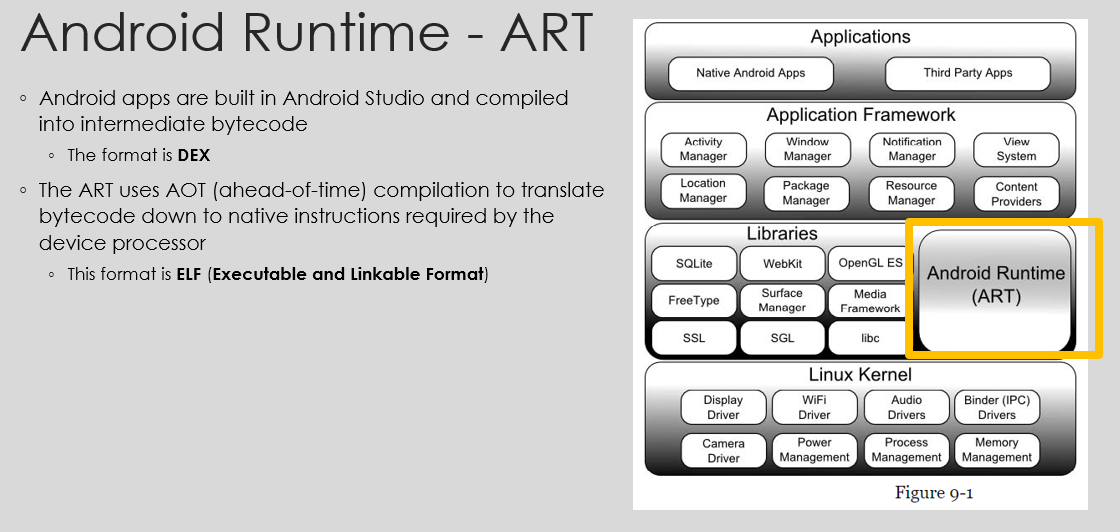 Android Runtime - ART
◦ Android apps are built in Android Studio and compiled
into intermediate bytecode
◦ The format is DEX
◦ The ART uses AOT (ahead-of-time) compilation to translate
bytecode down to native instructions required by the
device processor
◦ This format is ELF (Executable and Linkable Format)
Applications
Native Android Apps
Third Party Apps
Application Framework
Activity
Manager
Window
Manager
Notification
Manager
View
System
Location
Manager
Package
Manager
Resource
Manager
Content
Providers
Libraries
SQLite
WebKit
OpenGL ES
FreeType
Surface
Manager
Media
Framework
SSL
SGL
libc
Android Runtime
(ART)
Linux Kernel
Display
Driver
WiFi
Driver
Audio
Drivers
Binder (IPC)
Drivers
Camera
Driver
Power
Management
Process
Management
Memory
Management
Figure 9-1